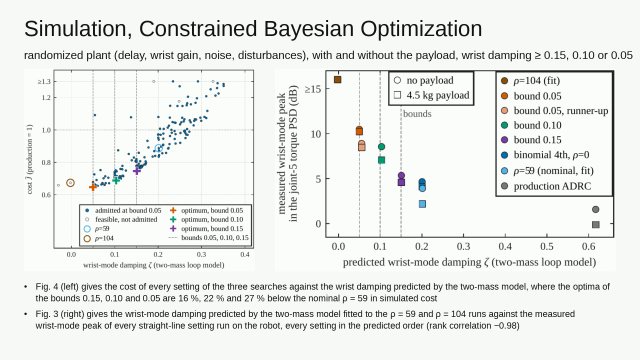 Simulation, Constrained Bayesian Optimization
randomized plant (delay, wrist gain, noise, disturbances), with and without the payload, wrist damping ≥ 0.15, 0.10 or 0.05
≥1.3
1.2
1.0
0.8
0.6
cost J (production = 1)
0.0
0.1
0.2
0.3
0.4
wrist-mode damping ζ (two-mass loop model)
admitted at bound 0.05
feasible, not admitted
ρ=59
ρ=104
optimum, bound 0.05
optimum, bound 0.10
optimum, bound 0.15
bounds 0.05, 0.10, 0.15
measured wrist-mode peak
in the joint-5 torque PSD (dB)
≥15
10
5
0
no payload
4.5 kg payload
bounds
ρ=104 (fit)
bound 0.05
bound 0.05, runner-up
bound 0.10
bound 0.15
binomial 4th, ρ=0
ρ=59 (nominal, fit)
production ADRC
0.0
0.1
0.2
0.3
0.4
0.5
0.6
predicted wrist-mode damping ζ (two-mass loop model)
• Fig. 4 (left) gives the cost of every setting of the three searches against the wrist damping predicted by the two-mass model, where the optima of
the bounds 0.15, 0.10 and 0.05 are 16 %, 22 % and 27 % below the nominal ρ = 59 in simulated cost
• Fig. 3 (right) gives the wrist-mode damping predicted by the two-mass model fitted to the ρ = 59 and ρ = 104 runs against the measured
wrist-mode peak of every straight-line setting run on the robot, every setting in the predicted order (rank correlation −0.98)